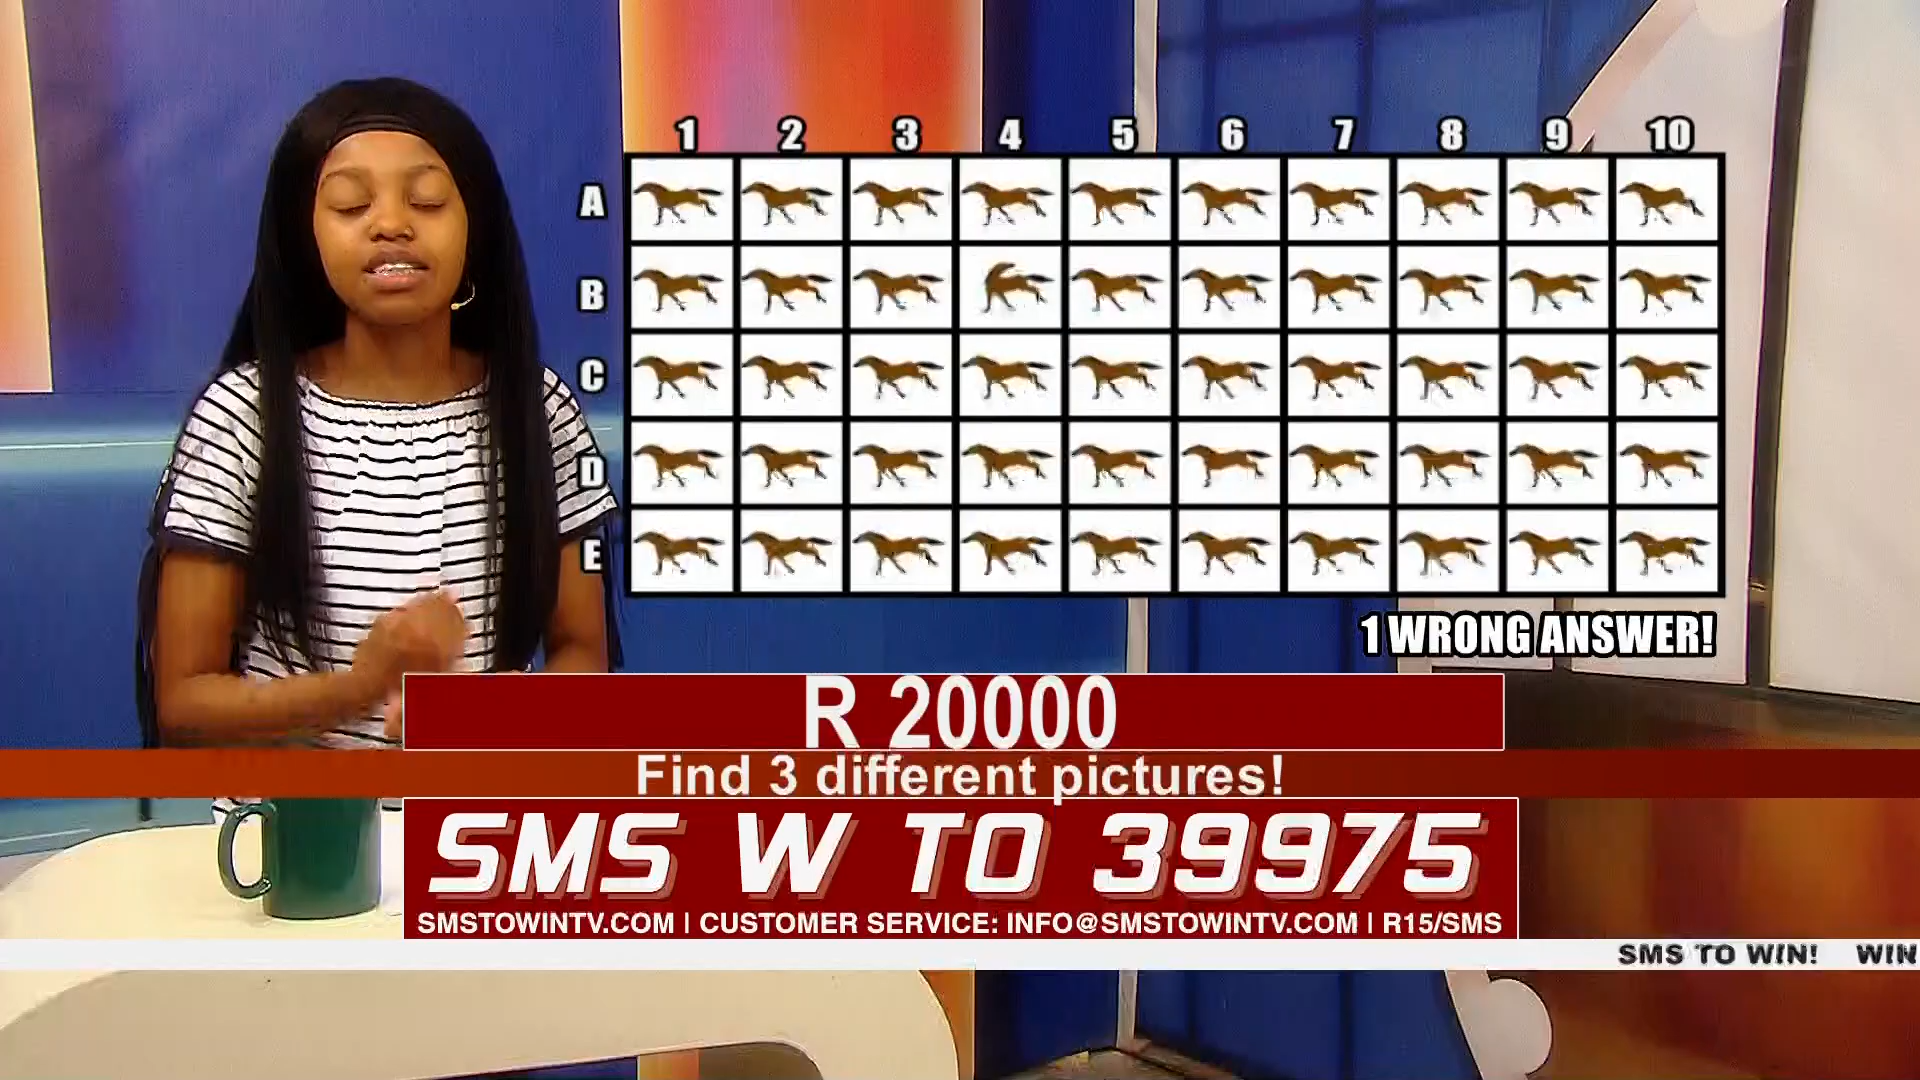 1 2 3 4 5 6 7 8 9 10
A
B
C
D
E
1 WRONG ANSWER!
R 20000
Find 3 different pictures!
SMS W TO 39975
SMSTOWINTV.COM | CUSTOMER SERVICE: INFO@SMSTOWINTV.COM | R15/SMS
SMS TO WIN! WIN